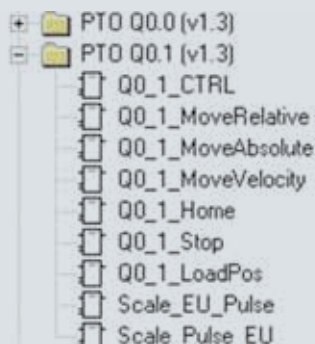 PTO Q0.0 (v1.3)
PTO Q0.1 (v1.3)
Q0_1_CTRL
Q0_1_MoveRelative
Q0_1_MoveAbsolute
Q0_1_MoveVelocity
Q0_1_Home
Q0_1_Stop
Q0_1_LoadPos
Scale_EU_Pulse
Scale_Pulse_EU